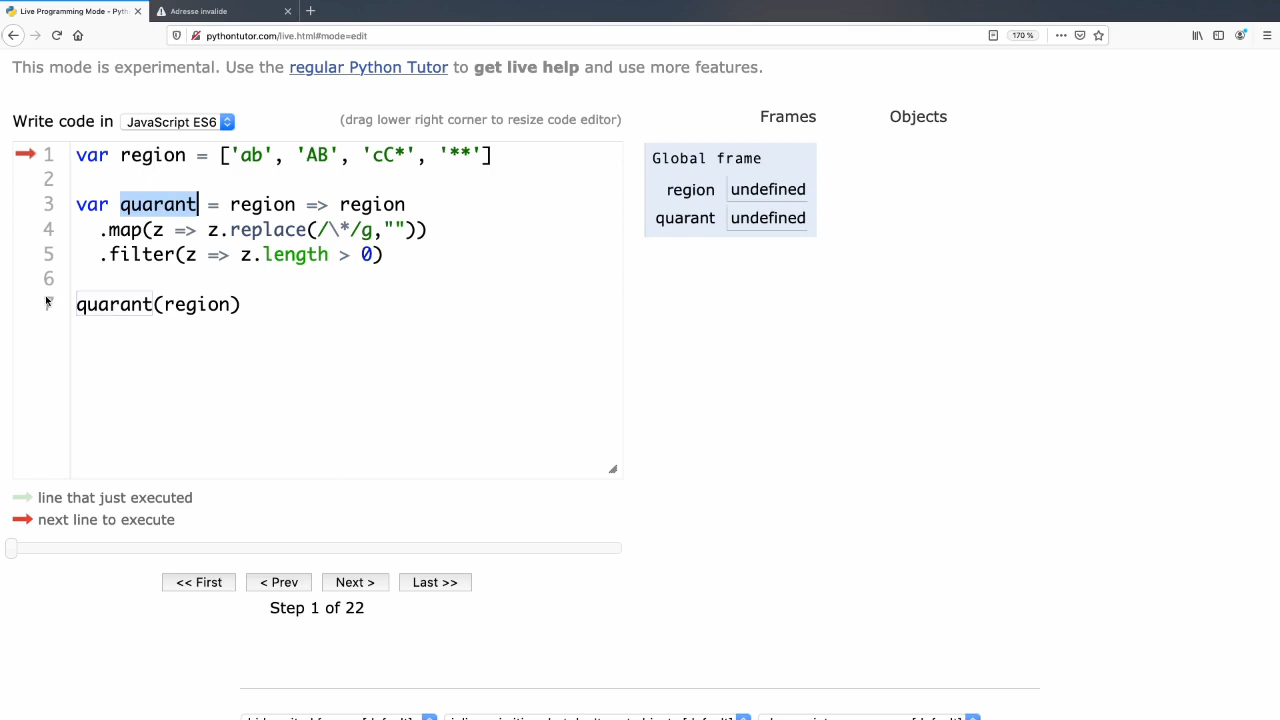 Live Programming Mode - Pyth
Adresse invalide
pythontutor.com/live.html#mode=edit
170 %
This mode is experimental. Use the regular Python Tutor to get live help and use more features.
Write code in JavaScript ES6 (drag lower right corner to resize code editor)
Frames Objects
1 var region = ['ab', 'AB', 'cC*', '**']
2
3 var quarant = region => region
4 .map(z => z.replace(/\*/g,""))
5 .filter(z => z.length > 0)
6
quarant(region)
Global frame
region undefined
quarant undefined
line that just executed
next line to execute
<< First < Prev Next > Last >>
Step 1 of 22